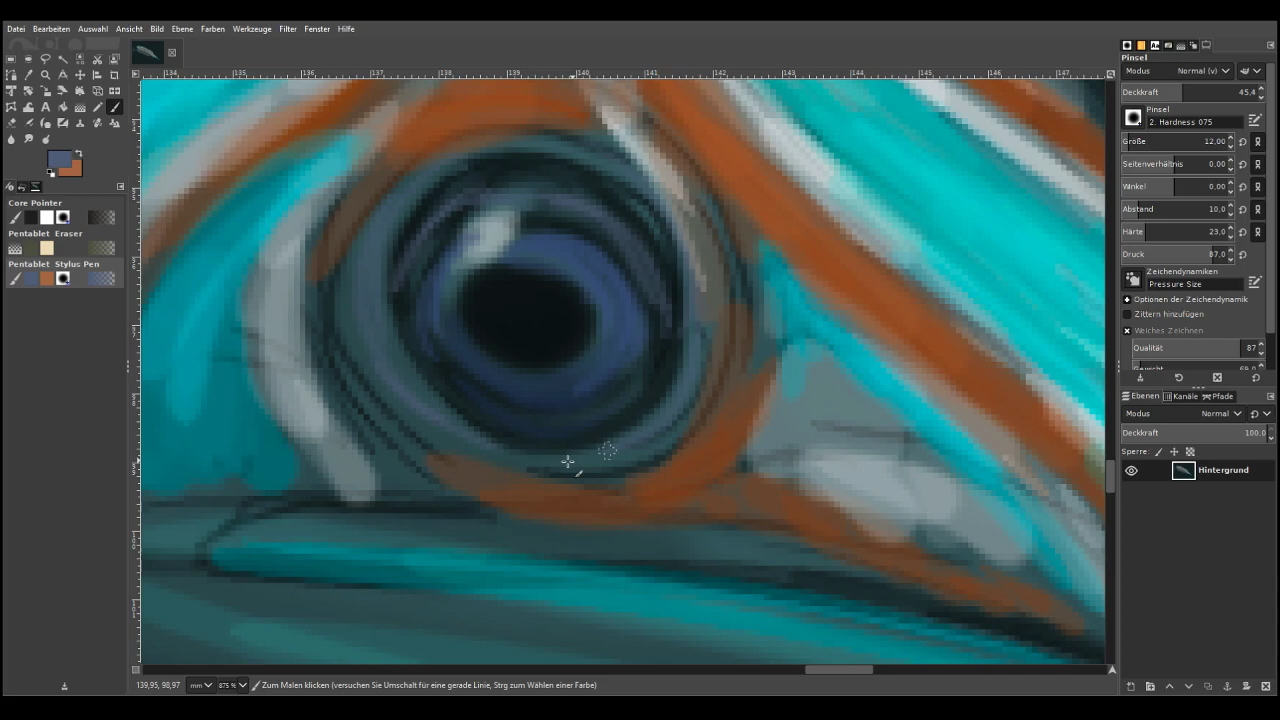 Datei Bearbeiten Auswahl Ansicht Bild Ebene Farben Werkzeuge Filter Fenster Hilfe
134 135 136 137 138 139 140 141 142 143 144 145 146 147
Core Pointer
Pentablet Eraser
Pentablet Stylus Pen
Pinsel
Modus Normal (v)
Deckkraft 45,4
Pinsel
2. Hardness 075
Größe 12,00
Seitenverhältnis 0,00
Winkel 0,00
Abstand 10,0
Härte 23,0
Druck 87,0
Zeichendynamiken
Pressure Size
Optionen der Zeichendynamik
Zittern hinzufügen
Weiches Zeichnen
Qualität 87
Ebenen Kanäle Pfade
Modus Normal
Deckkraft 100,0
Sperre:
Hintergrund
139,95, 98,97 mm 875 % Zum Malen klicken (versuchen Sie Umschalt für eine gerade Linie, Strg zum Wählen einer Farbe)